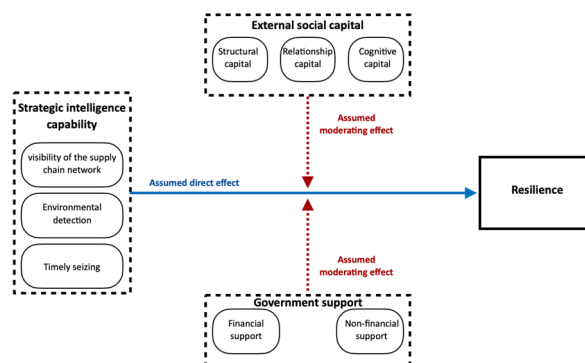 External social capital
Structural
capital
Relationship
capital
Cognitive
capital
Strategic intelligence
capability
visibility of the supply
chain network
Environmental
detection
Timely seizing
Assumed
moderating effect
Assumed direct effect
Resilience
Assumed
moderating effect
Government support
Financial
support
Non-financial
support